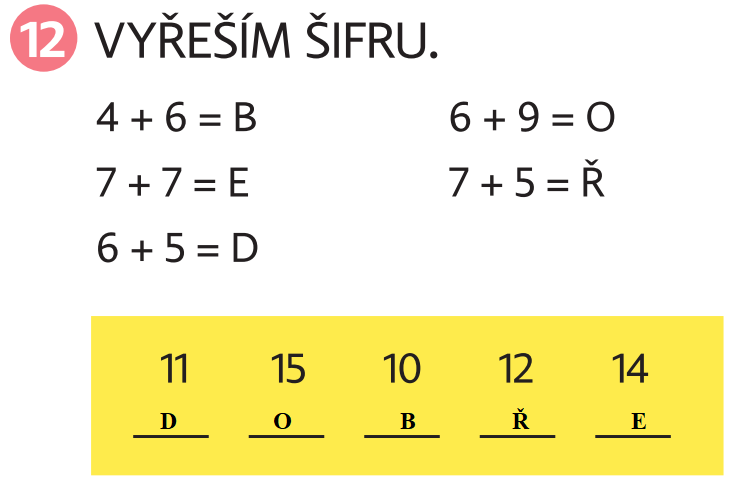 12 VYŘEŠÍM ŠIFRU.
4 + 6 = B 6 + 9 = O
7 + 7 = E 7 + 5 = Ř
6 + 5 = D
11 15 10 12 14
D O B Ř E